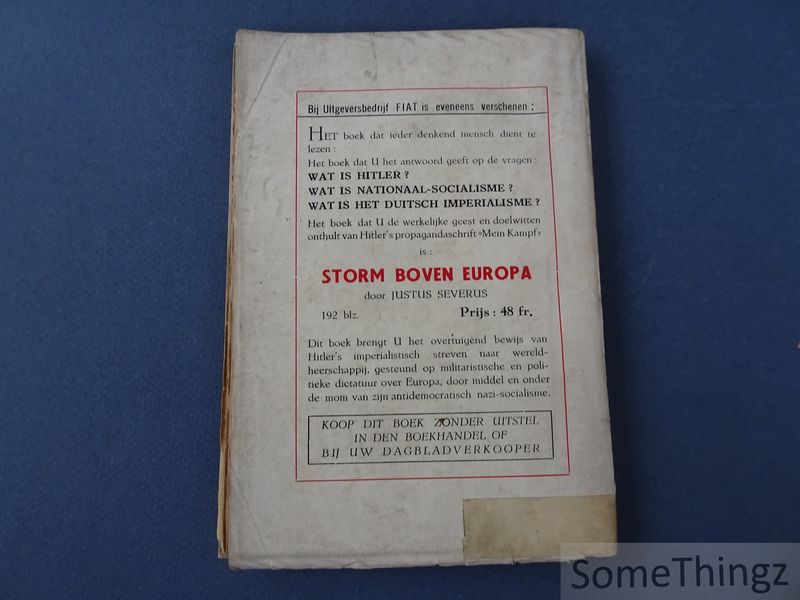 Bij Uitgeversbedrijf FIAT is eveneens verschenen :
HET boek dat ieder denkend mensch dient te
lezen :
Het boek dat U het antwoord geeft op de vragen :
WAT IS HITLER ?
WAT IS NATIONAAL-SOCIALISME ?
WAT IS HET DUITSCH IMPERIALISME ?
Het boek dat U de werkelijke geest en doelwitten
onthult van Hitler's propagandaschrift «Mein Kampf»
is :
STORM BOVEN EUROPA
door JUSTUS SEVERUS
192 blz. Prijs : 48 fr.
Dit boek brengt U het overtuigend bewijs van
Hitler's imperialistisch streven naar wereld-
heerschappij, gesteund op militaristische en poli-
tieke dictatuur over Europa, door middel en onder
de mom van zijn antidemocratisch nazi-socialisme.
KOOP DIT BOEK ZONDER UITSTEL
IN DEN BOEKHANDEL OF
BIJ UW DAGBLADVERKOOPER
SomeThingz